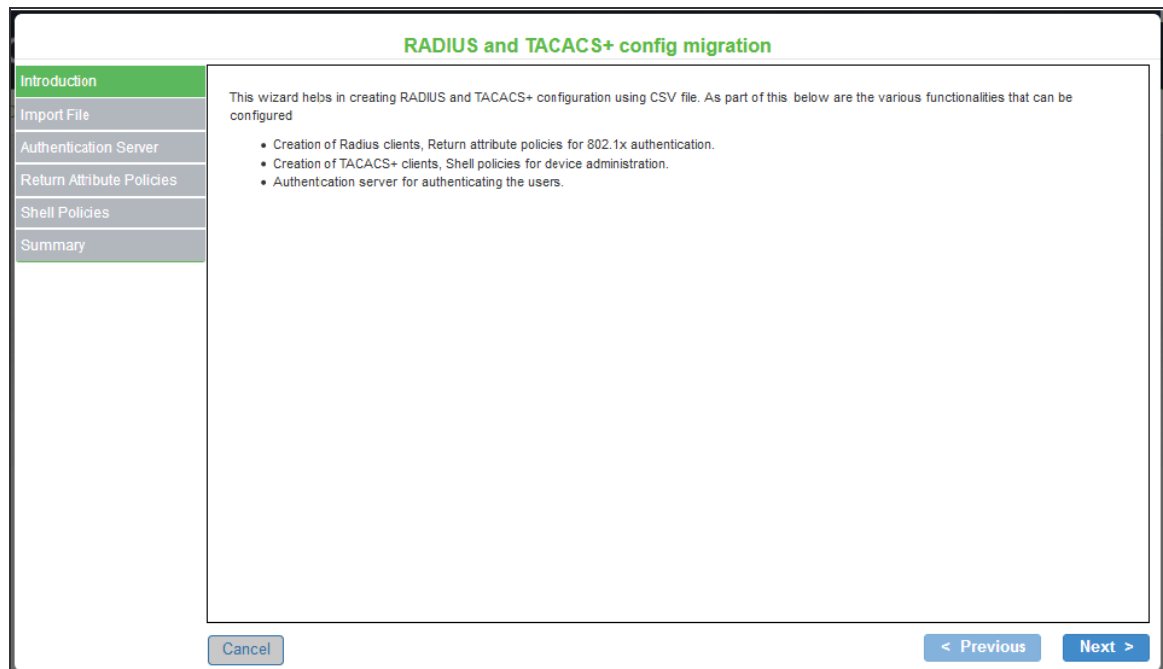 RADIUS and TACACS+ config migration
Introduction
Import File
Authentication Server
Return Attribute Policies
Shell Policies
Summary
This wizard helps in creating RADIUS and TACACS+ configuration using CSV file. As part of this below are the various functionalities that can be
configured
• Creation of Radius clients, Return attribute policies for 802.1x authentication.
• Creation of TACACS+ clients, Shell policies for device administration.
• Authentcation server for authenticating the users.
Cancel
< Previous
Next >